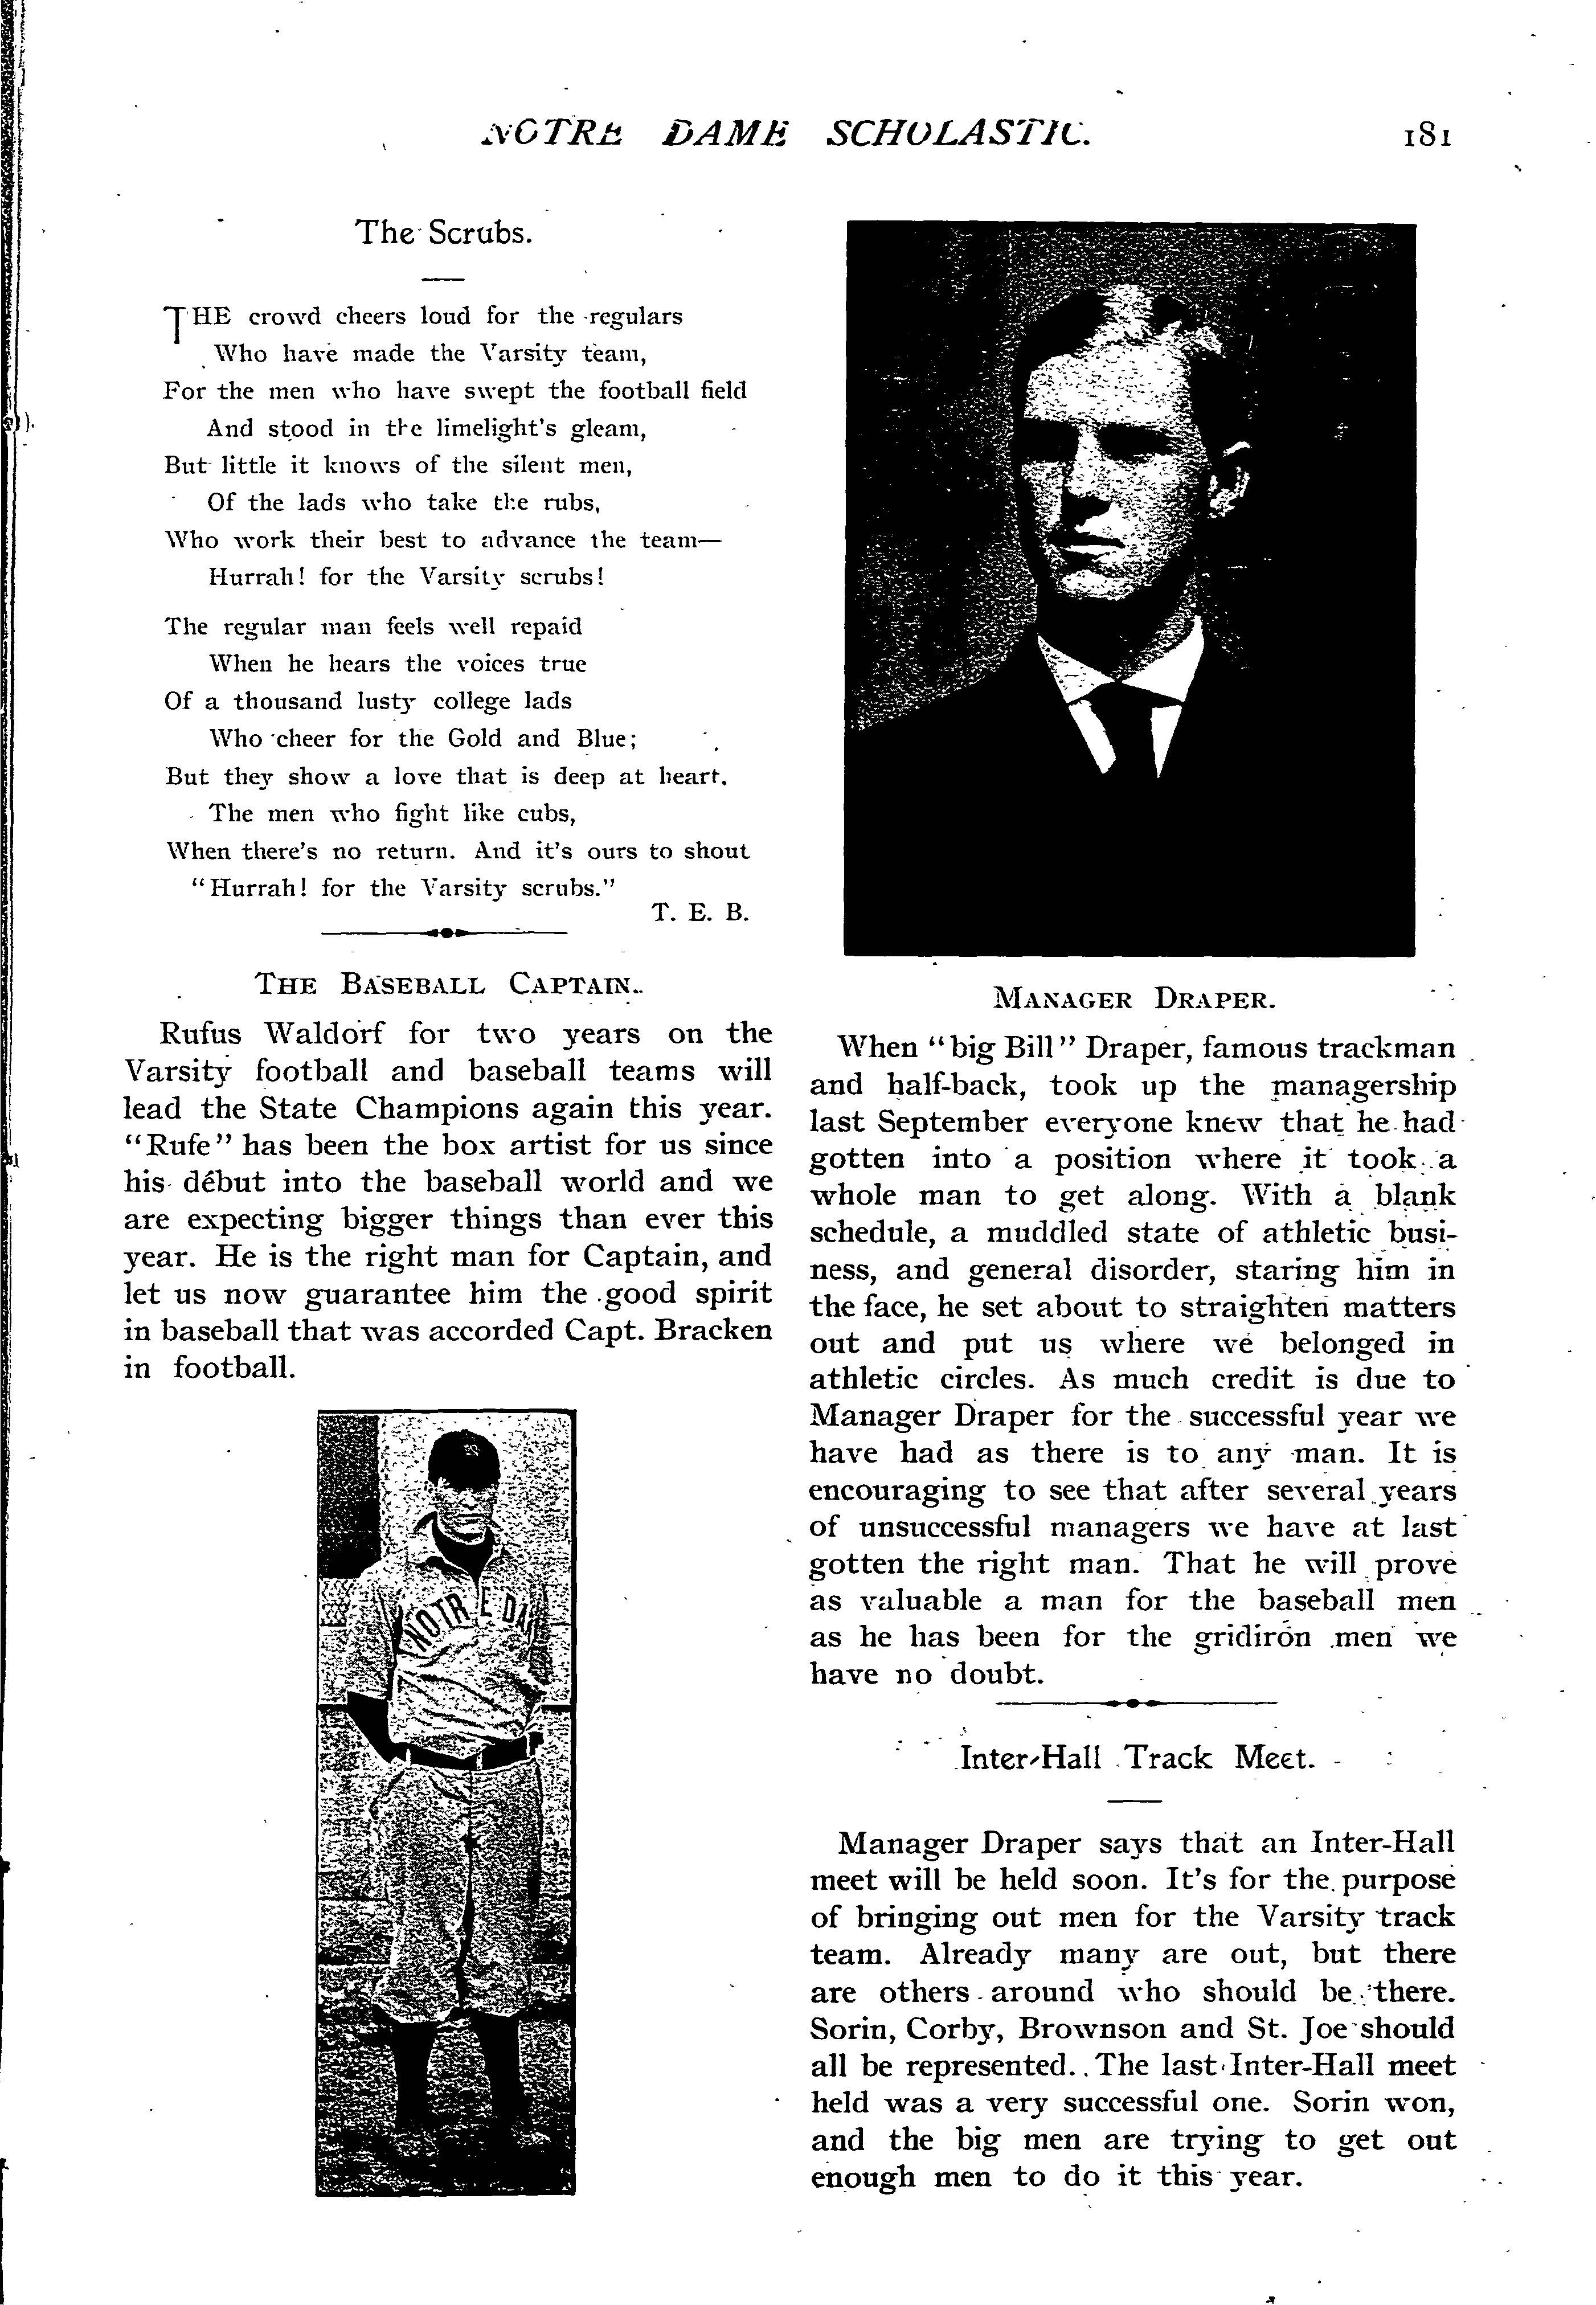 NOTRE DAME SCHOLASTIC.
181
The Scrubs.
THE crowd cheers loud for the regulars
Who have made the Varsity team,
For the men who have swept the football field
And stood in the limelight's gleam,
But little it knows of the silent men,
Of the lads who take the rubs,
Who work their best to advance the team—
Hurrah! for the Varsity scrubs!
The regular man feels well repaid
When he hears the voices true
Of a thousand lusty college lads
Who cheer for the Gold and Blue;
But they show a love that is deep at heart.
The men who fight like cubs,
When there's no return. And it's ours to shout
"Hurrah! for the Varsity scrubs."
T. E. B.
THE BASEBALL CAPTAIN.
Rufus Waldorf for two years on the
Varsity football and baseball teams will
lead the State Champions again this year.
"Rufe" has been the box artist for us since
his début into the baseball world and we
are expecting bigger things than ever this
year. He is the right man for Captain, and
let us now guarantee him the good spirit
in baseball that was accorded Capt. Bracken
in football.
NOTRE DA
MANAGER DRAPER.
When "big Bill" Draper, famous trackman
and half-back, took up the managership
last September everyone knew that he had
gotten into a position where it took a
whole man to get along. With a blank
schedule, a muddled state of athletic busi-
ness, and general disorder, staring him in
the face, he set about to straighten matters
out and put us where we belonged in
athletic circles. As much credit is due to
Manager Draper for the successful year we
have had as there is to any man. It is
encouraging to see that after several years
of unsuccessful managers we have at last
gotten the right man. That he will prove
as valuable a man for the baseball men
as he has been for the gridiron men we
have no doubt.
Inter-Hall Track Meet.
Manager Draper says that an Inter-Hall
meet will be held soon. It's for the purpose
of bringing out men for the Varsity track
team. Already many are out, but there
are others around who should be there.
Sorin, Corby, Brownson and St. Joe should
all be represented. The last Inter-Hall meet
held was a very successful one. Sorin won,
and the big men are trying to get out
enough men to do it this year.